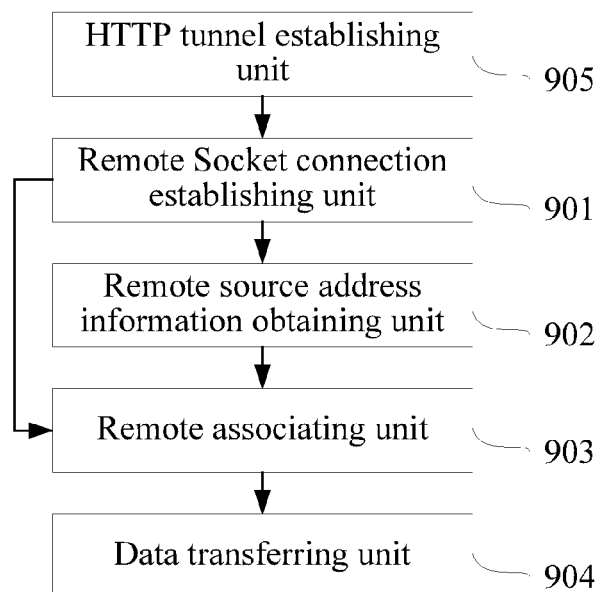 HTTP tunnel establishing
unit
905
Remote Socket connection
establishing unit
901
Remote source address
information obtaining unit
902
Remote associating unit
903
Data transferring unit
904